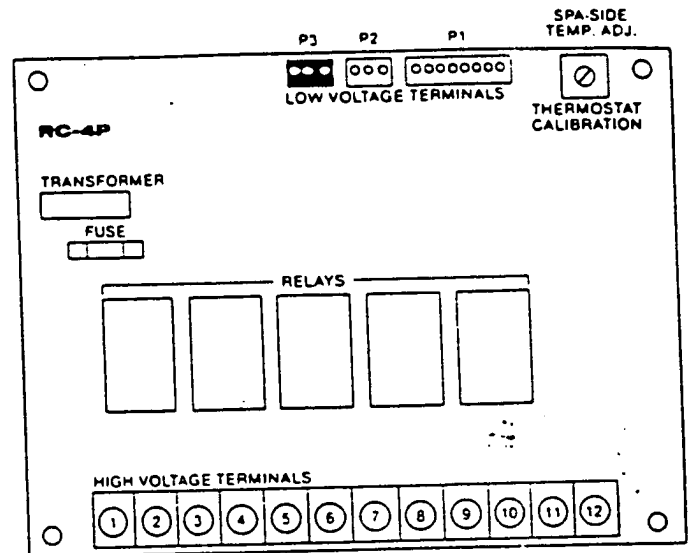 SPA-SIDE
TEMP. ADJ.
P3 P2 P1
LOW VOLTAGE TERMINALS
THERMOSTAT
CALIBRATION
RC-4P
TRANSFORMER
FUSE
RELAYS
HIGH VOLTAGE TERMINALS
1 2 3 4 5 6 7 8 9 10 11 12